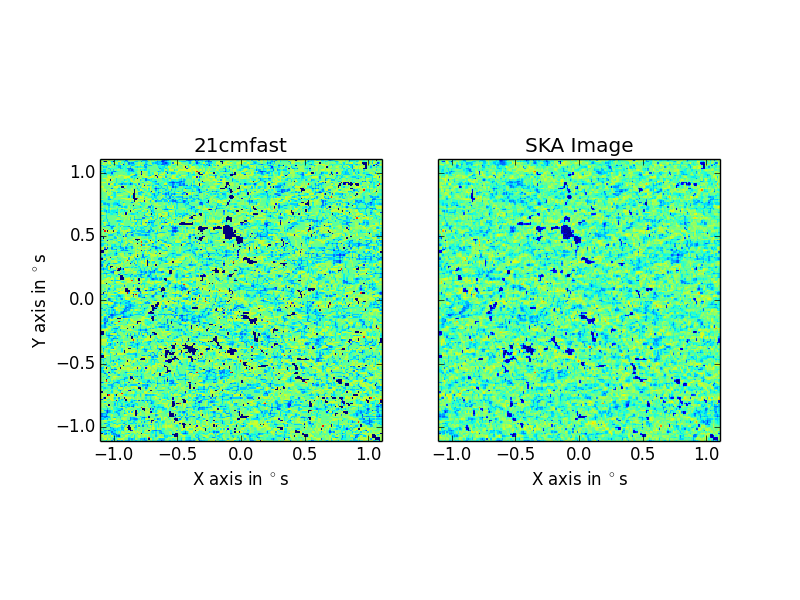 21cmfast
SKA Image
1.0
0.5
0.0
−0.5
−1.0
Y axis in °s
−1.0 −0.5 0.0 0.5 1.0
−1.0 −0.5 0.0 0.5 1.0
X axis in °s
X axis in °s